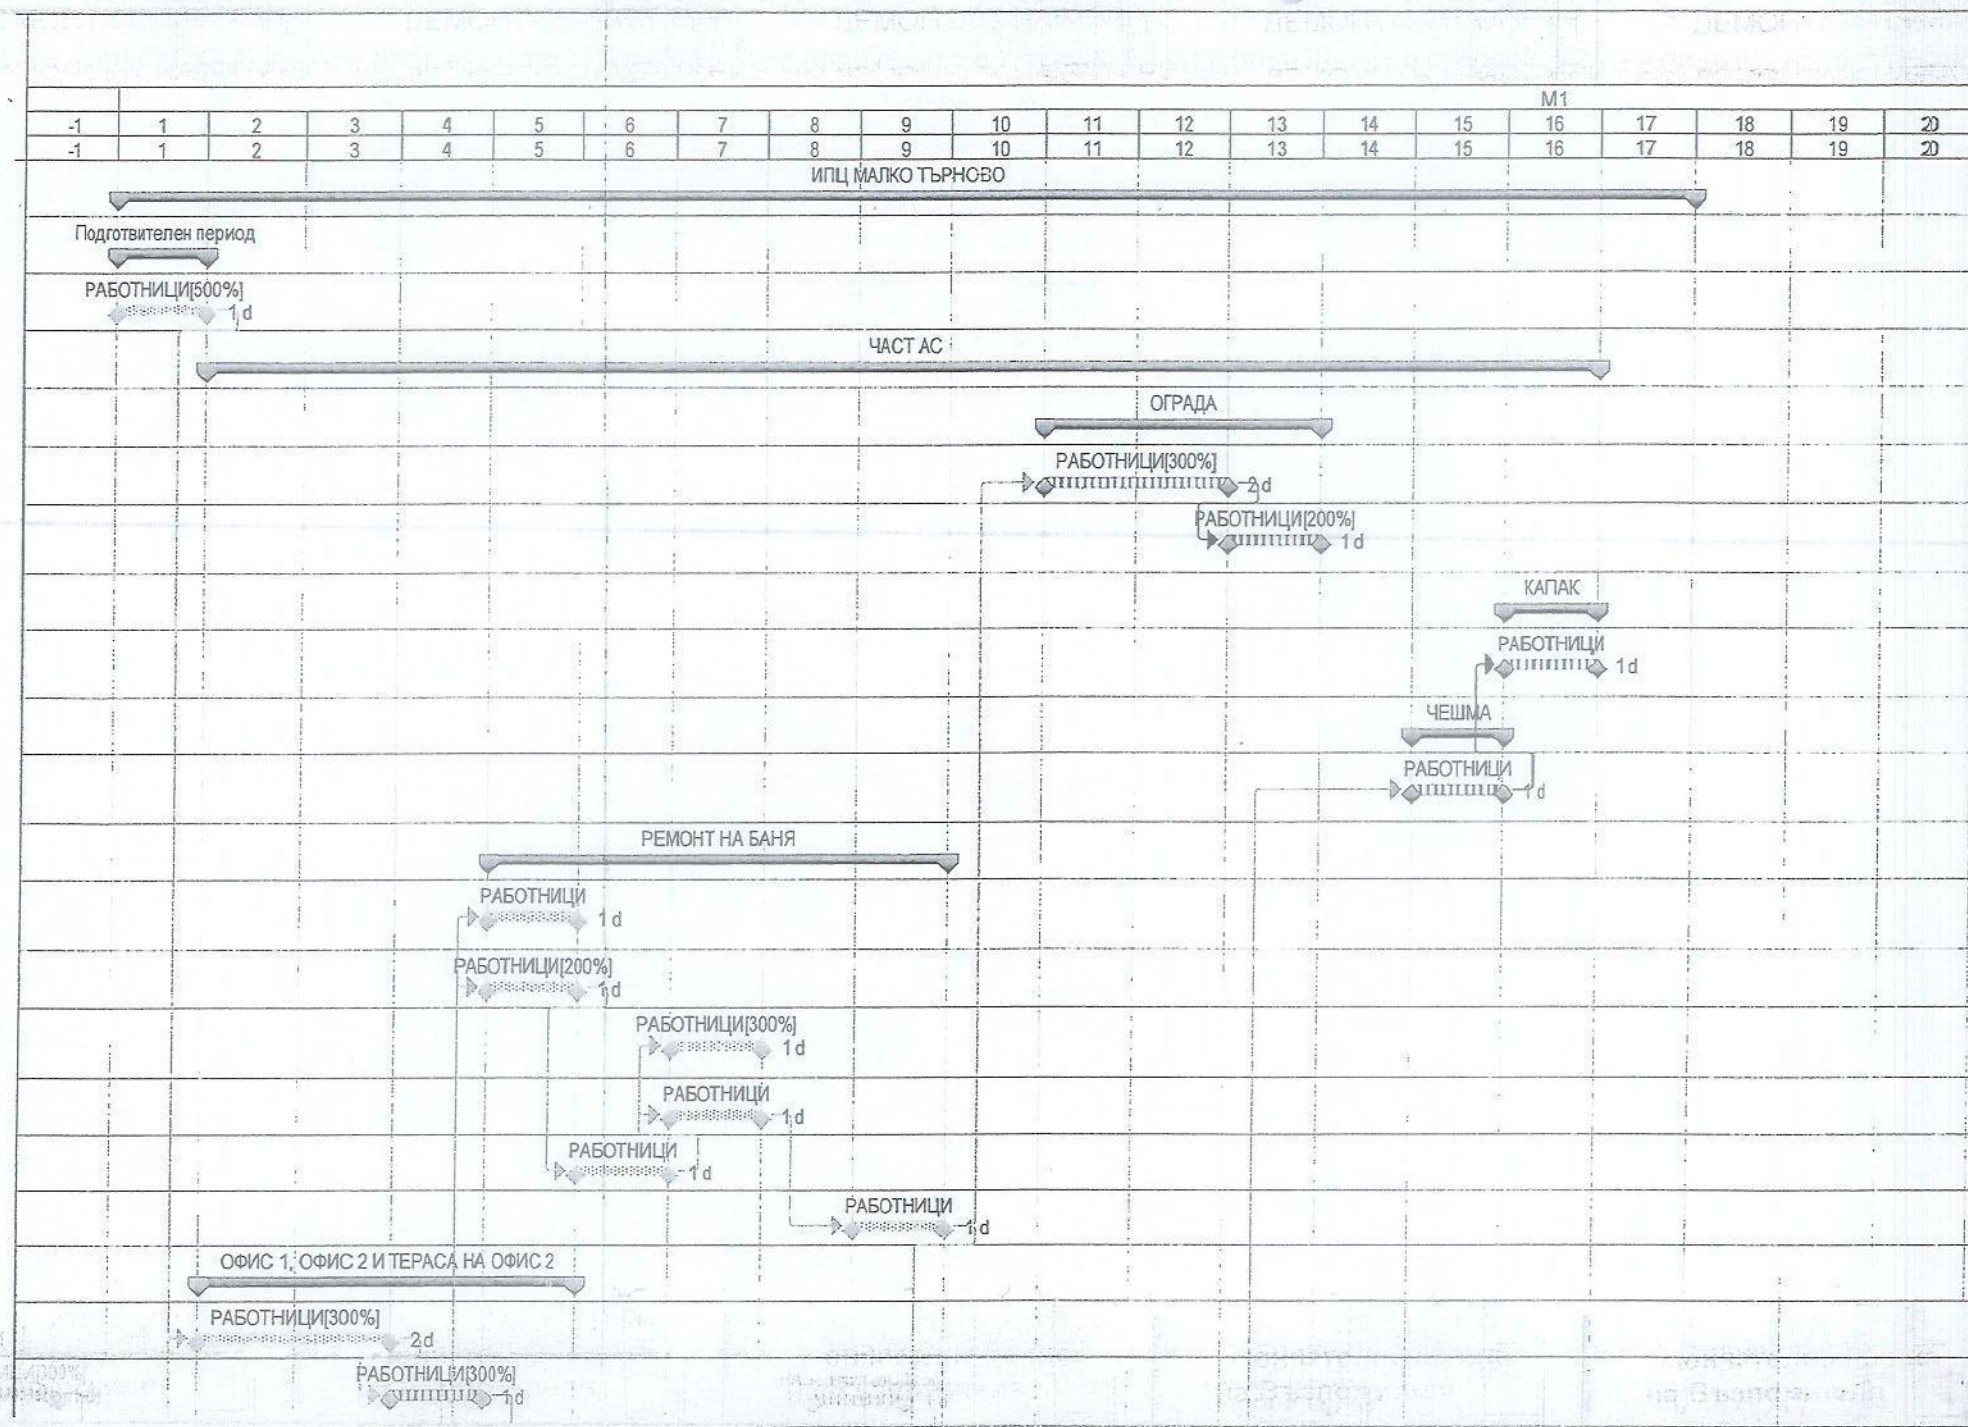 M1
-1 1 2 3 4 5 6 7 8 9 10 11 12 13 14 15 16 17 18 19 20
-1 1 2 3 4 5 6 7 8 9 10 11 12 13 14 15 16 17 18 19 20
ИПЦ МАЛКО ТЪРНОВО
Подготвителен период
РАБОТНИЦИ[500%]
1 d
ЧАСТ АС
ОГРАДА
РАБОТНИЦИ[300%]
2 d
РАБОТНИЦИ[200%]
1 d
КАПАК
РАБОТНИЦИ
1 d
ЧЕШМА
РАБОТНИЦИ
1 d
РЕМОНТ НА БАНЯ
РАБОТНИЦИ
1 d
РАБОТНИЦИ[200%]
1 d
РАБОТНИЦИ[300%]
1 d
РАБОТНИЦИ
1 d
РАБОТНИЦИ
1 d
РАБОТНИЦИ
1 d
ОФИС 1, ОФИС 2 И ТЕРАСА НА ОФИС 2
РАБОТНИЦИ[300%]
2 d
РАБОТНИЦИ[300%]
1 d